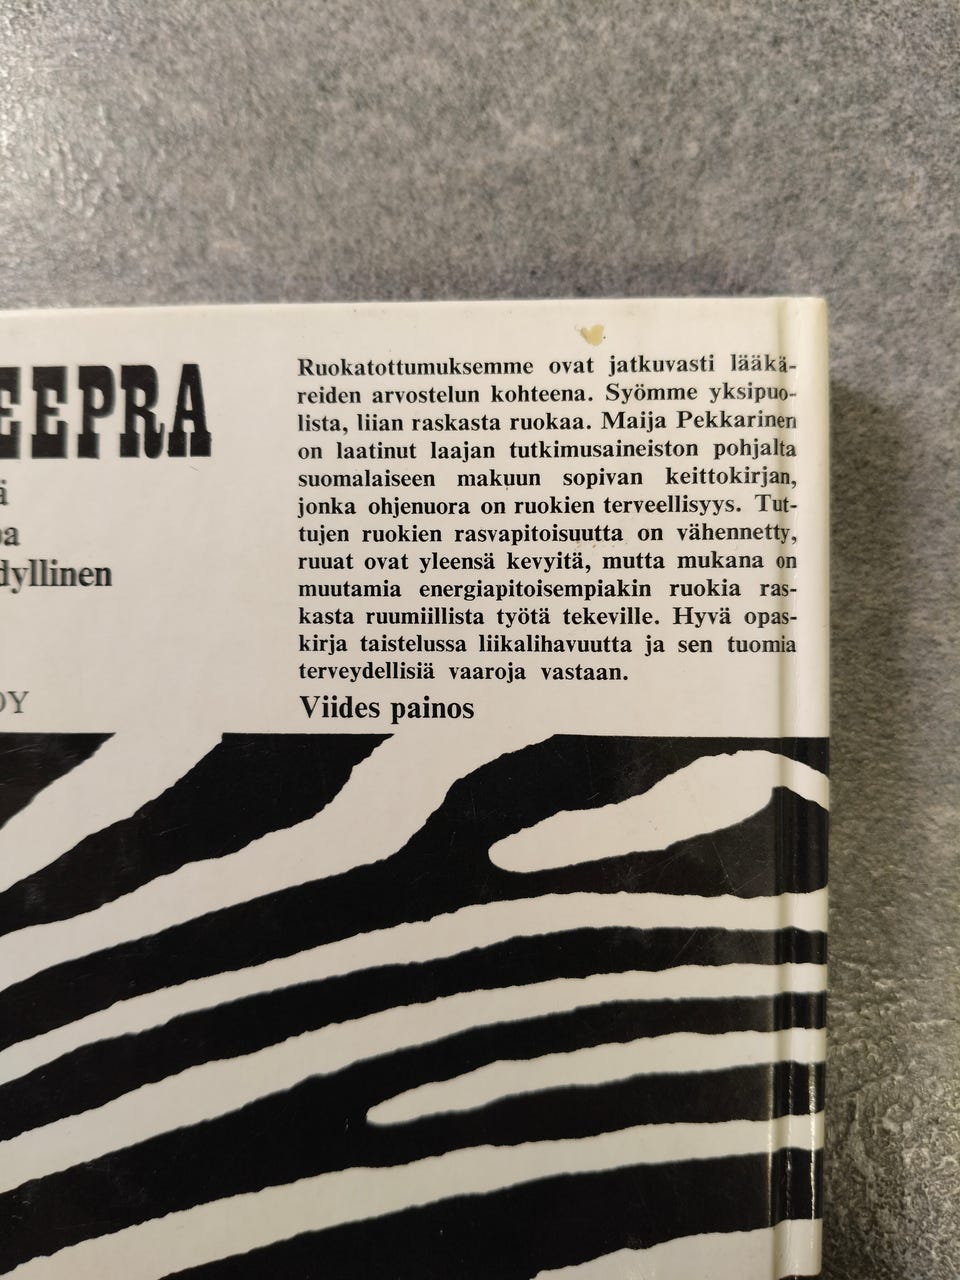 EEPRA
ä
pa
dyllinen
OY
Ruokatottumuksemme ovat jatkuvasti lääkä-
reiden arvostelun kohteena. Syömme yksipuo-
lista, liian raskasta ruokaa. Maija Pekkarinen
on laatinut laajan tutkimusaineiston pohjalta
suomalaiseen makuun sopivan keittokirjan,
jonka ohjenuora on ruokien terveellisyys. Tut-
tujen ruokien rasvapitoisuutta on vähennetty,
ruuat ovat yleensä kevyitä, mutta mukana on
muutamia energiapitoisempiakin ruokia ras-
kasta ruumiillista työtä tekeville. Hyvä opas-
kirja taistelussa liikalihavuutta ja sen tuomia
terveydellisiä vaaroja vastaan.
Viides painos